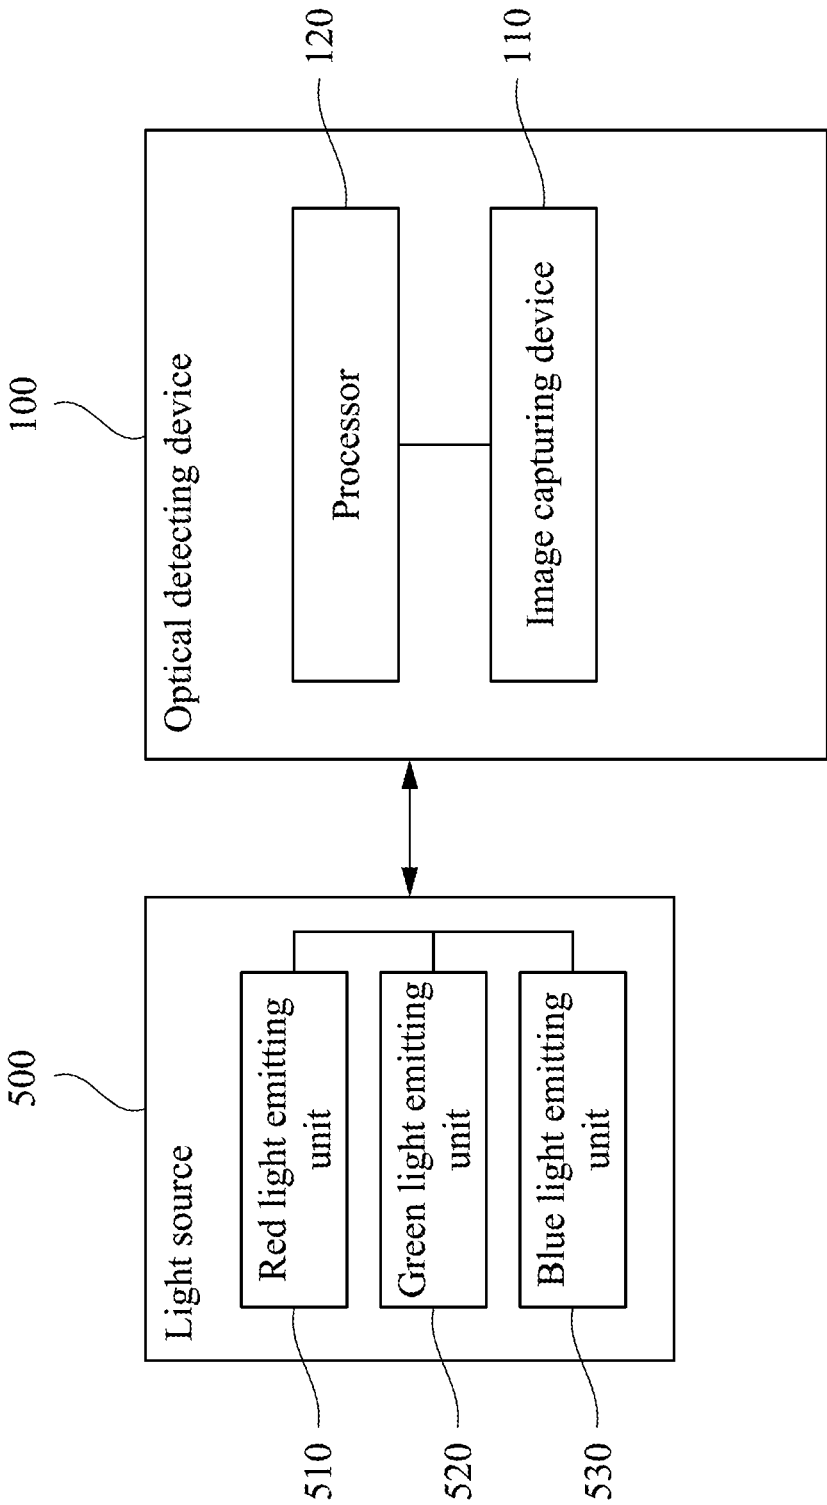 500
100
Light source
Optical detecting device
510
Red light emitting
unit
520
Green light emitting
unit
530
Blue light emitting
unit
Processor
120
Image capturing device
110